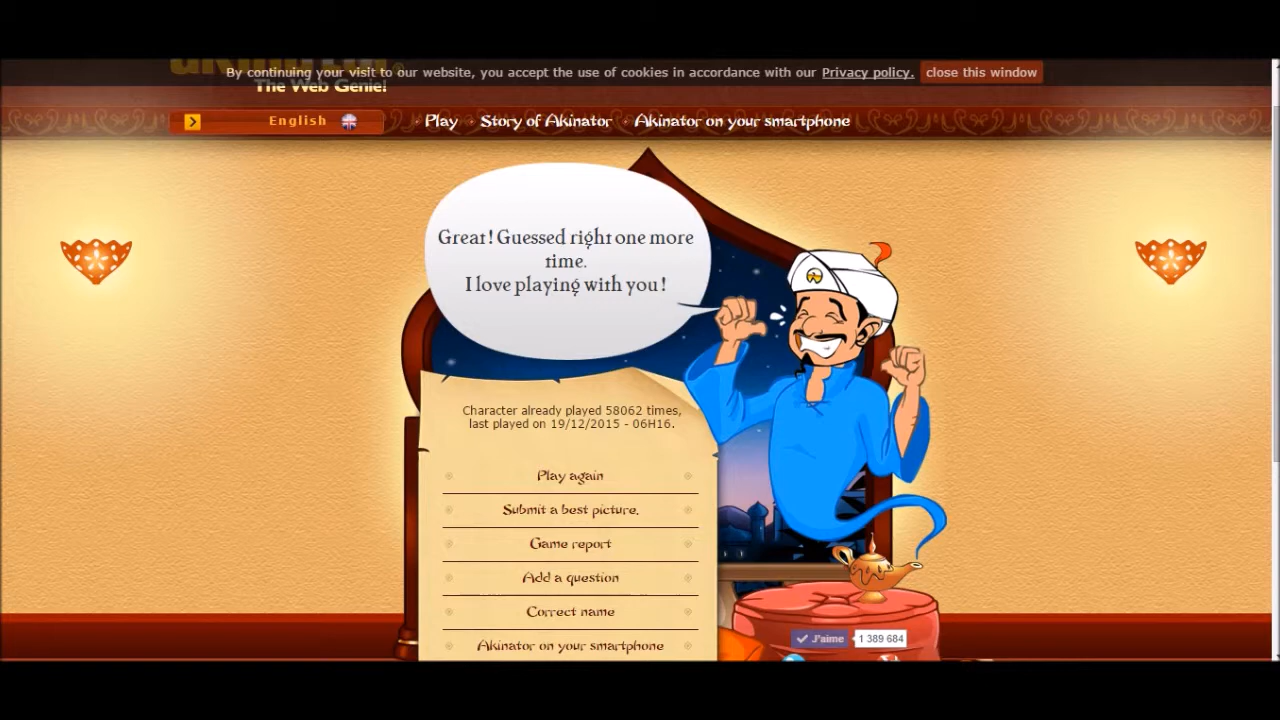 By continuing your visit to our website, you accept the use of cookies in accordance with our Privacy policy. close this window
The Web Genie!
English
Play
Story of Akinator
Akinator on your smartphone
Great! Guessed right one more
time.
I love playing with you!
Character already played 58062 times,
last played on 19/12/2015 - 06H16.
Play again
Submit a best picture.
Game report
Add a question
Correct name
Akinator on your smartphone
J'aime
1 389 684